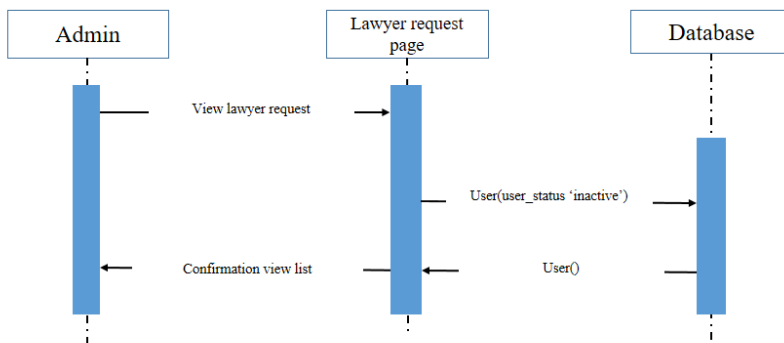 Admin
Lawyer request
page
Database
View lawyer request
User(user_status ‘inactive’)
Confirmation view list
User()